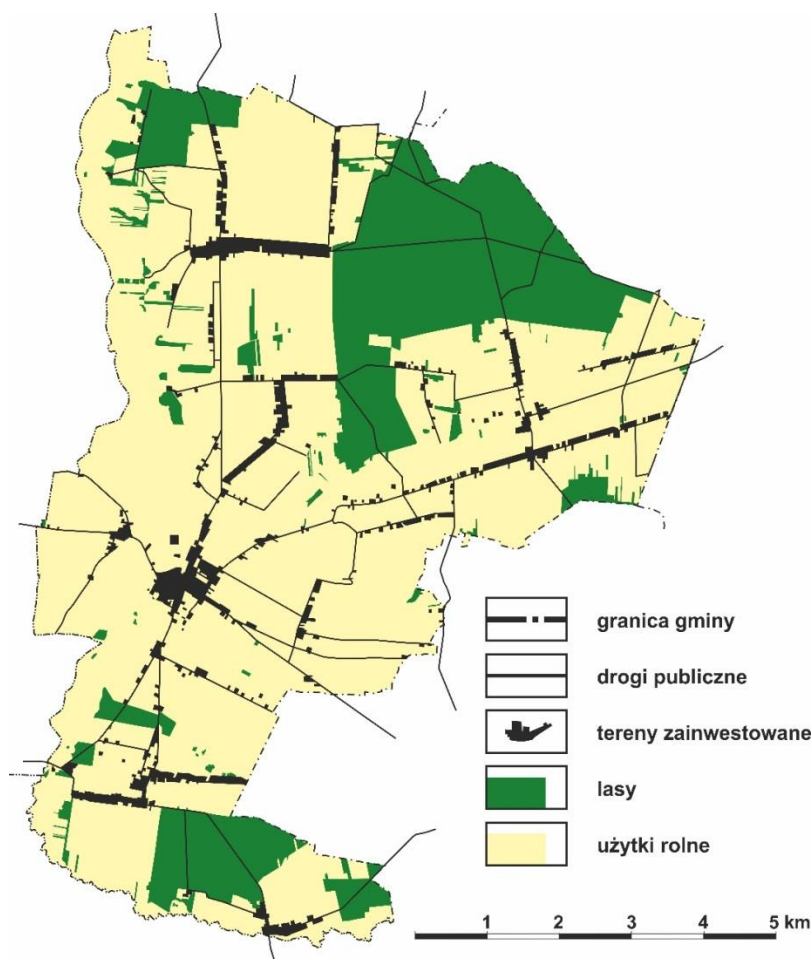 granica gminy
drogi publiczne
tereny zainwestowane
lasy
użytki rolne
1 2 3 4 5 km